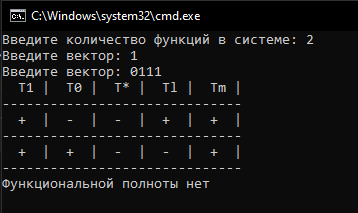 C:\Windows\system32\cmd.exe
Введите количество функций в системе: 2
Введите вектор: 1
Введите вектор: 0111
T1 | T0 | T* | Tl | Tm |
------------------------------
+ | - | - | + | + |
------------------------------
+ | + | - | - | + |
------------------------------
Функциональной полноты нет